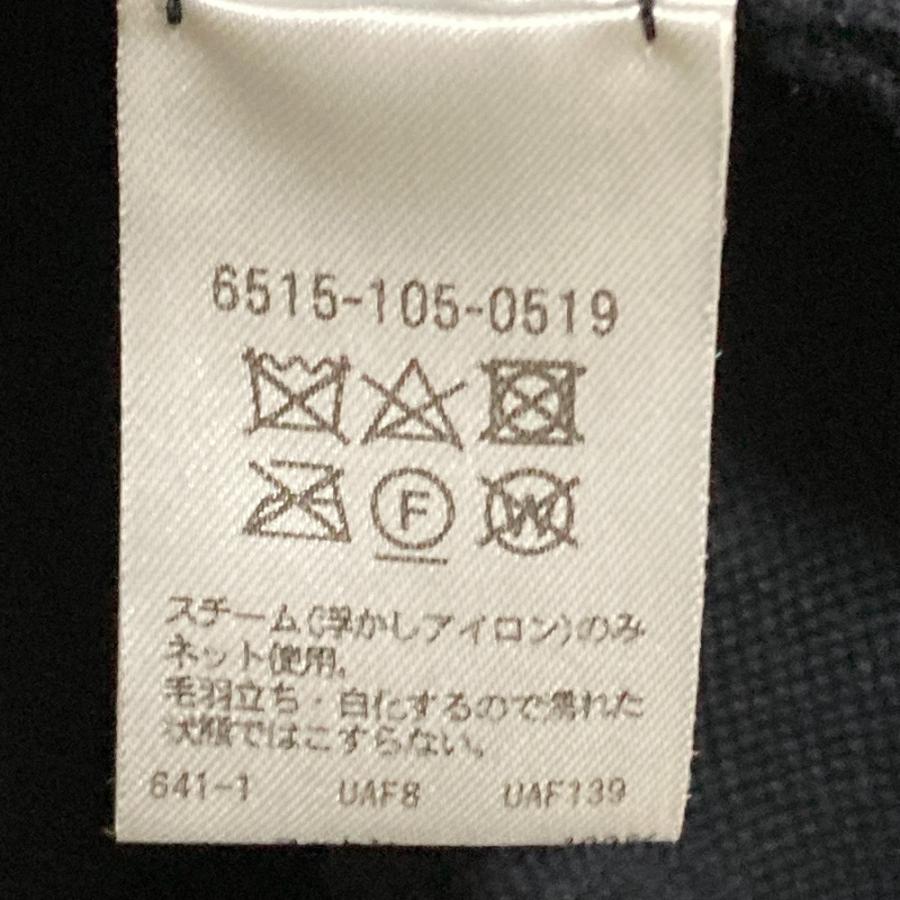 6515-105-0519
F
W
スチーム(浮かしアイロン)のみ
ネット使用。
毛羽立ち・白化するので濡れた
状態ではこすらない。
641-1 UAF8 UAF139